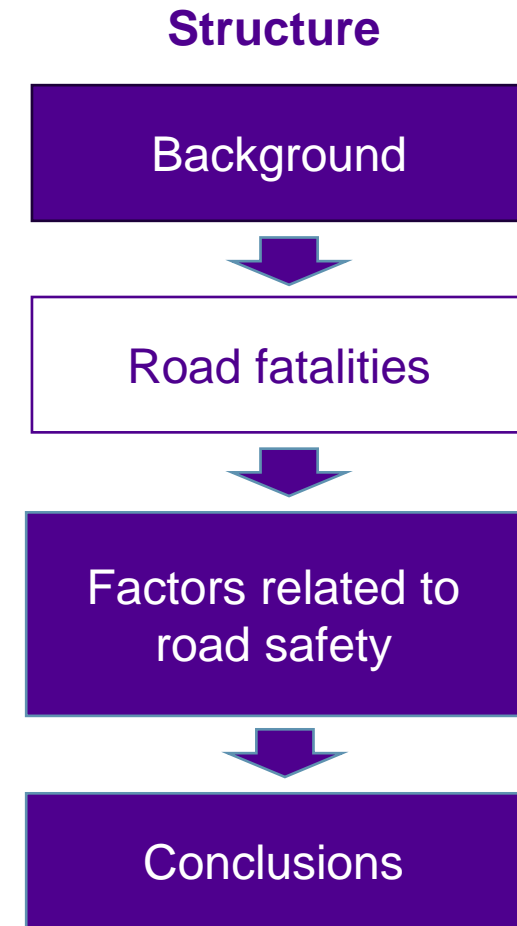 Structure
Background
Road fatalities
Factors related to
road safety
Conclusions